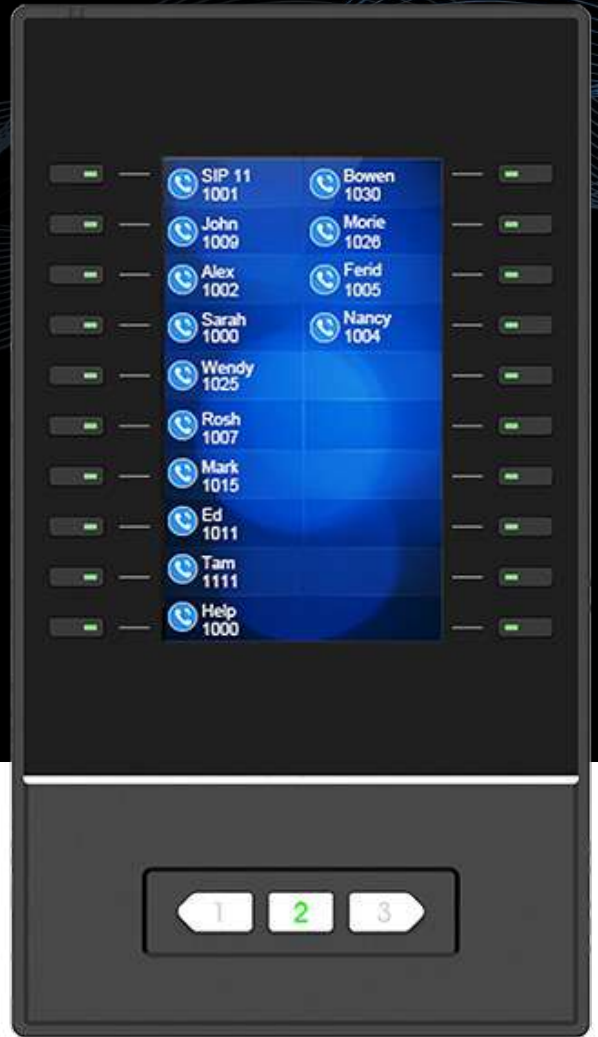 SIP 11
1001
John
1009
Alex
1002
Sarah
1000
Wendy
1025
Rosh
1007
Mark
1015
Ed
1011
Tam
1111
Help
1000
Bowen
1030
Morie
1026
Ferid
1005
Nancy
1004
1 2 3